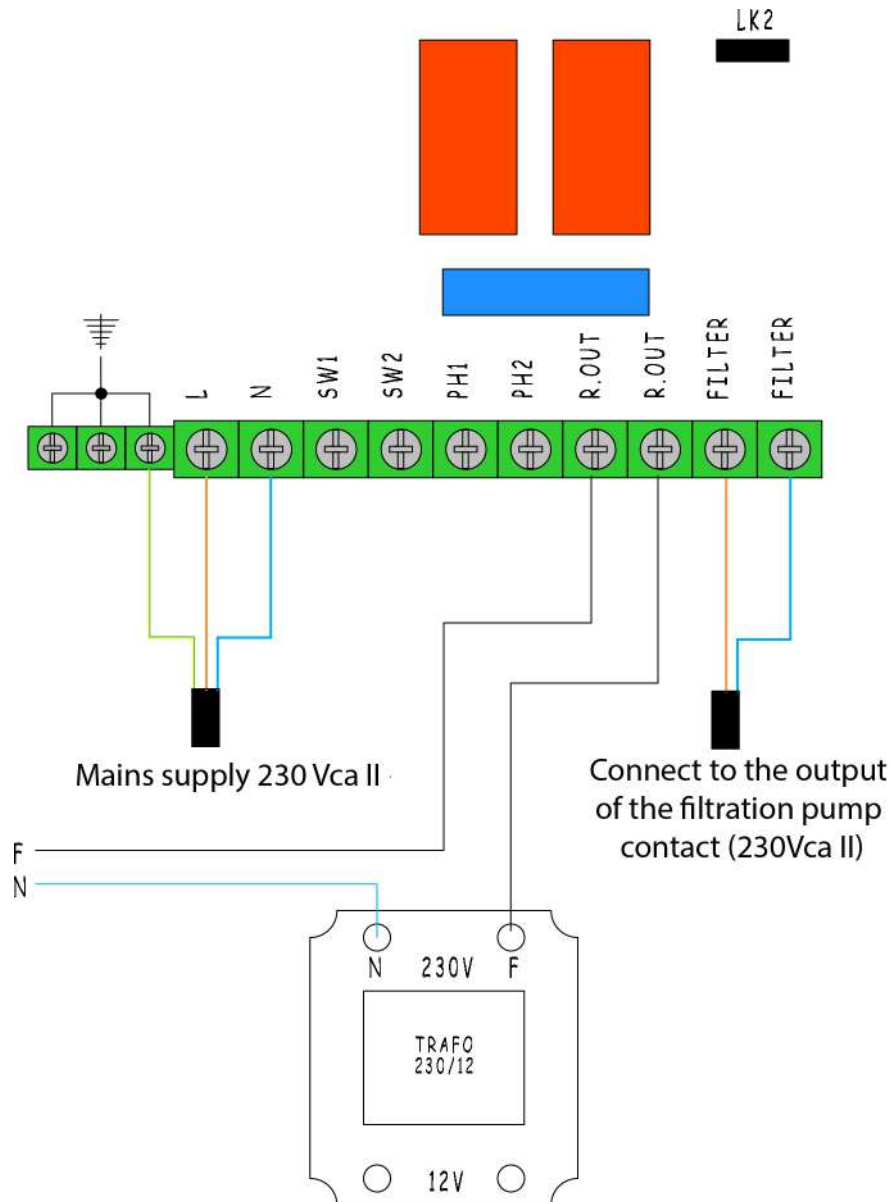 LK2
L
N
SW1
SW2
PH1
PH2
R.OUT
R.OUT
FILTER
FILTER
Mains supply 230 Vca II
Connect to the output
of the filtration pump
contact (230Vca II)
F
N
N 230V F
TRAFO
230/12
12V